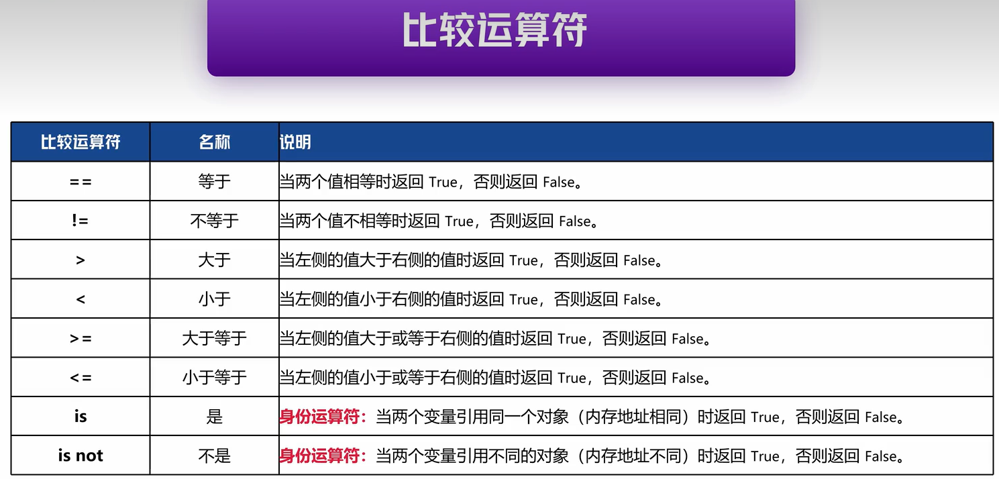 比较运算符
比较运算符 名称 说明
== 等于 当两个值相等时返回 True，否则返回 False。
!= 不等于 当两个值不相等时返回 True，否则返回 False。
> 大于 当左侧的值大于右侧的值时返回 True，否则返回 False。
< 小于 当左侧的值小于右侧的值时返回 True，否则返回 False。
>= 大于等于 当左侧的值大于或等于右侧的值时返回 True，否则返回 False。
<= 小于等于 当左侧的值小于或等于右侧的值时返回 True，否则返回 False。
is 是 身份运算符：当两个变量引用同一个对象（内存地址相同）时返回 True，否则返回 False。
is not 不是 身份运算符：当两个变量引用不同的对象（内存地址不同）时返回 True，否则返回 False。